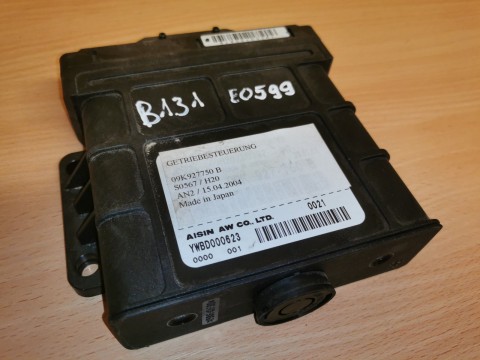 B.131 E0599
GETRIEBESTEUERUNG
09K927750 B
S0567 / H20
AN2 / 15.04.2004
Made in Japan
AISIN AW CO., LTD.
YWBD000623 0021
0000 001